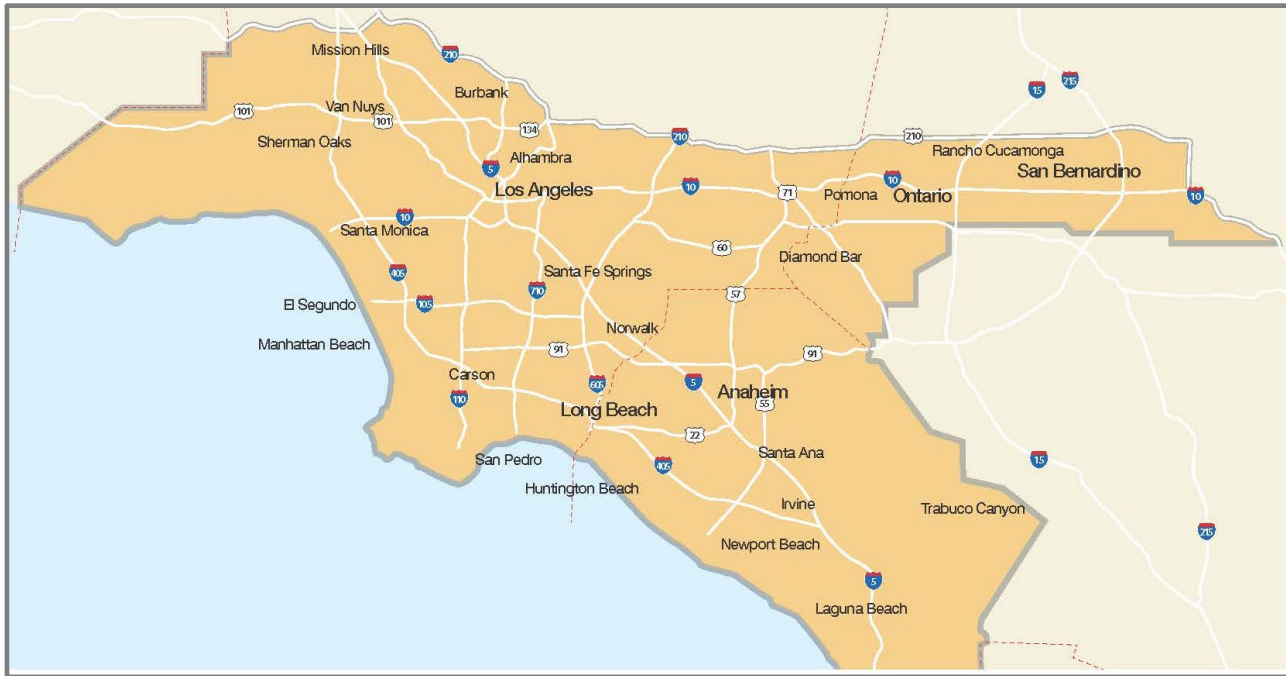 Mission Hills
210
15
215
Burbank
101
Van Nuys
101
134
210
210
Sherman Oaks
Alhambra
Rancho Cucamonga
5
San Bernardino
Los Angeles
10
71
Pomona
10
Ontario
10
10
Santa Monica
60
Diamond Bar
405
Santa Fe Springs
710
57
El Segundo
105
Norwalk
Manhattan Beach
91
91
Carson
605
5
Anaheim
110
Long Beach
55
22
Santa Ana
San Pedro
405
15
Huntington Beach
Irvine
Trabuco Canyon
215
Newport Beach
5
Laguna Beach